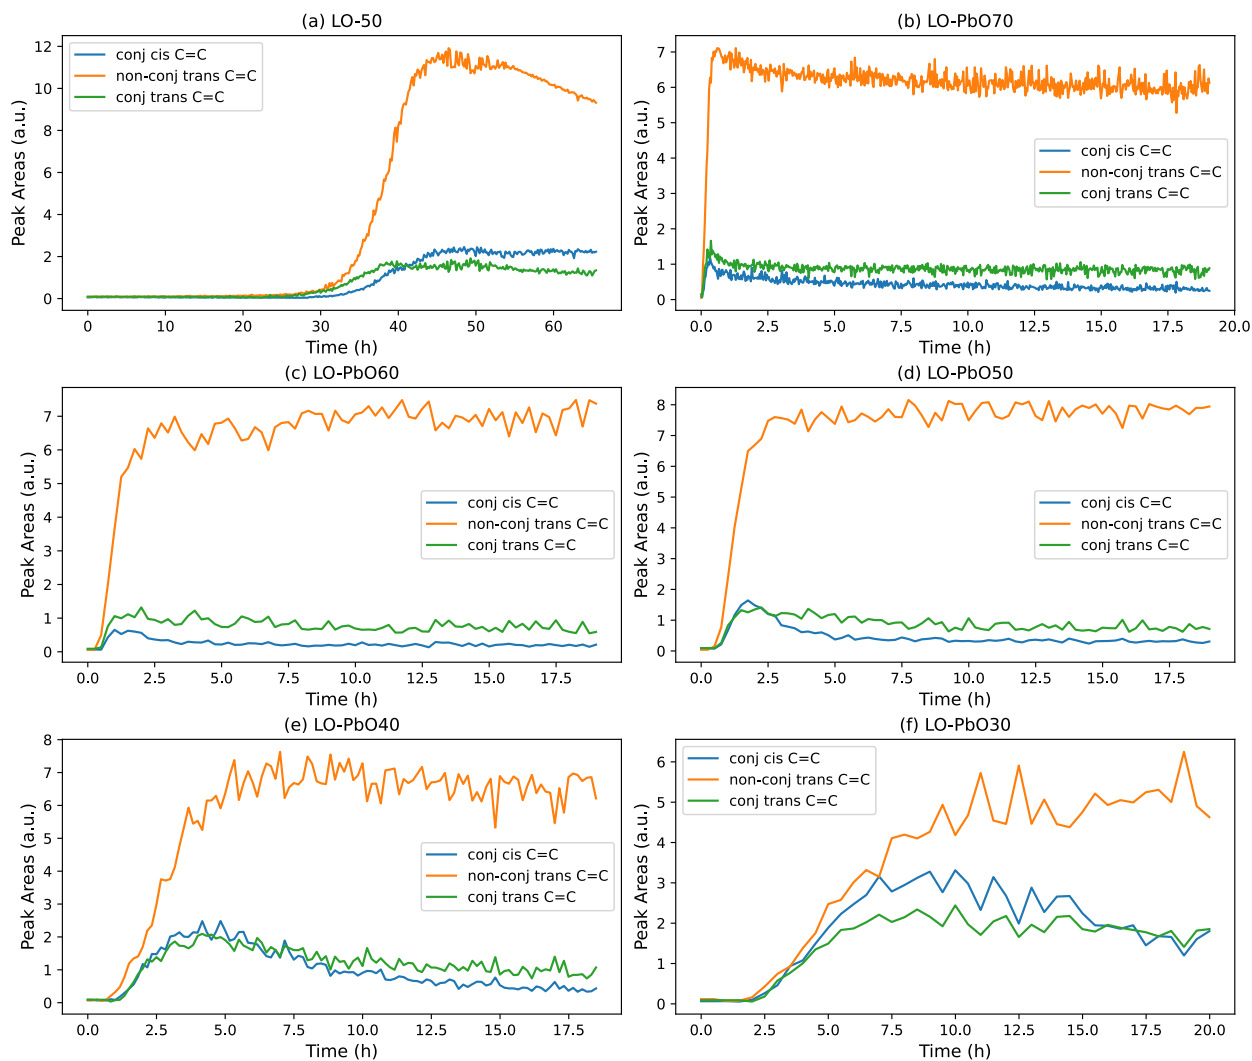 (a) LO-50
Peak Areas (a.u.)
12
10
8
6
4
2
0
conj cis C=C
non-conj trans C=C
conj trans C=C
0 10 20 30 40 50 60
Time (h)
(b) LO-PbO70
Peak Areas (a.u.)
7
6
5
4
3
2
1
0
conj cis C=C
non-conj trans C=C
conj trans C=C
0.0 2.5 5.0 7.5 10.0 12.5 15.0 17.5 20.0
Time (h)
(c) LO-PbO60
Peak Areas (a.u.)
7
6
5
4
3
2
1
0
conj cis C=C
non-conj trans C=C
conj trans C=C
0.0 2.5 5.0 7.5 10.0 12.5 15.0 17.5
Time (h)
(d) LO-PbO50
Peak Areas (a.u.)
8
7
6
5
4
3
2
1
0
conj cis C=C
non-conj trans C=C
conj trans C=C
0.0 2.5 5.0 7.5 10.0 12.5 15.0 17.5
Time (h)
(e) LO-PbO40
Peak Areas (a.u.)
8
7
6
5
4
3
2
1
0
conj cis C=C
non-conj trans C=C
conj trans C=C
0.0 2.5 5.0 7.5 10.0 12.5 15.0 17.5
Time (h)
(f) LO-PbO30
Peak Areas (a.u.)
6
5
4
3
2
1
0
conj cis C=C
non-conj trans C=C
conj trans C=C
0.0 2.5 5.0 7.5 10.0 12.5 15.0 17.5 20.0
Time (h)